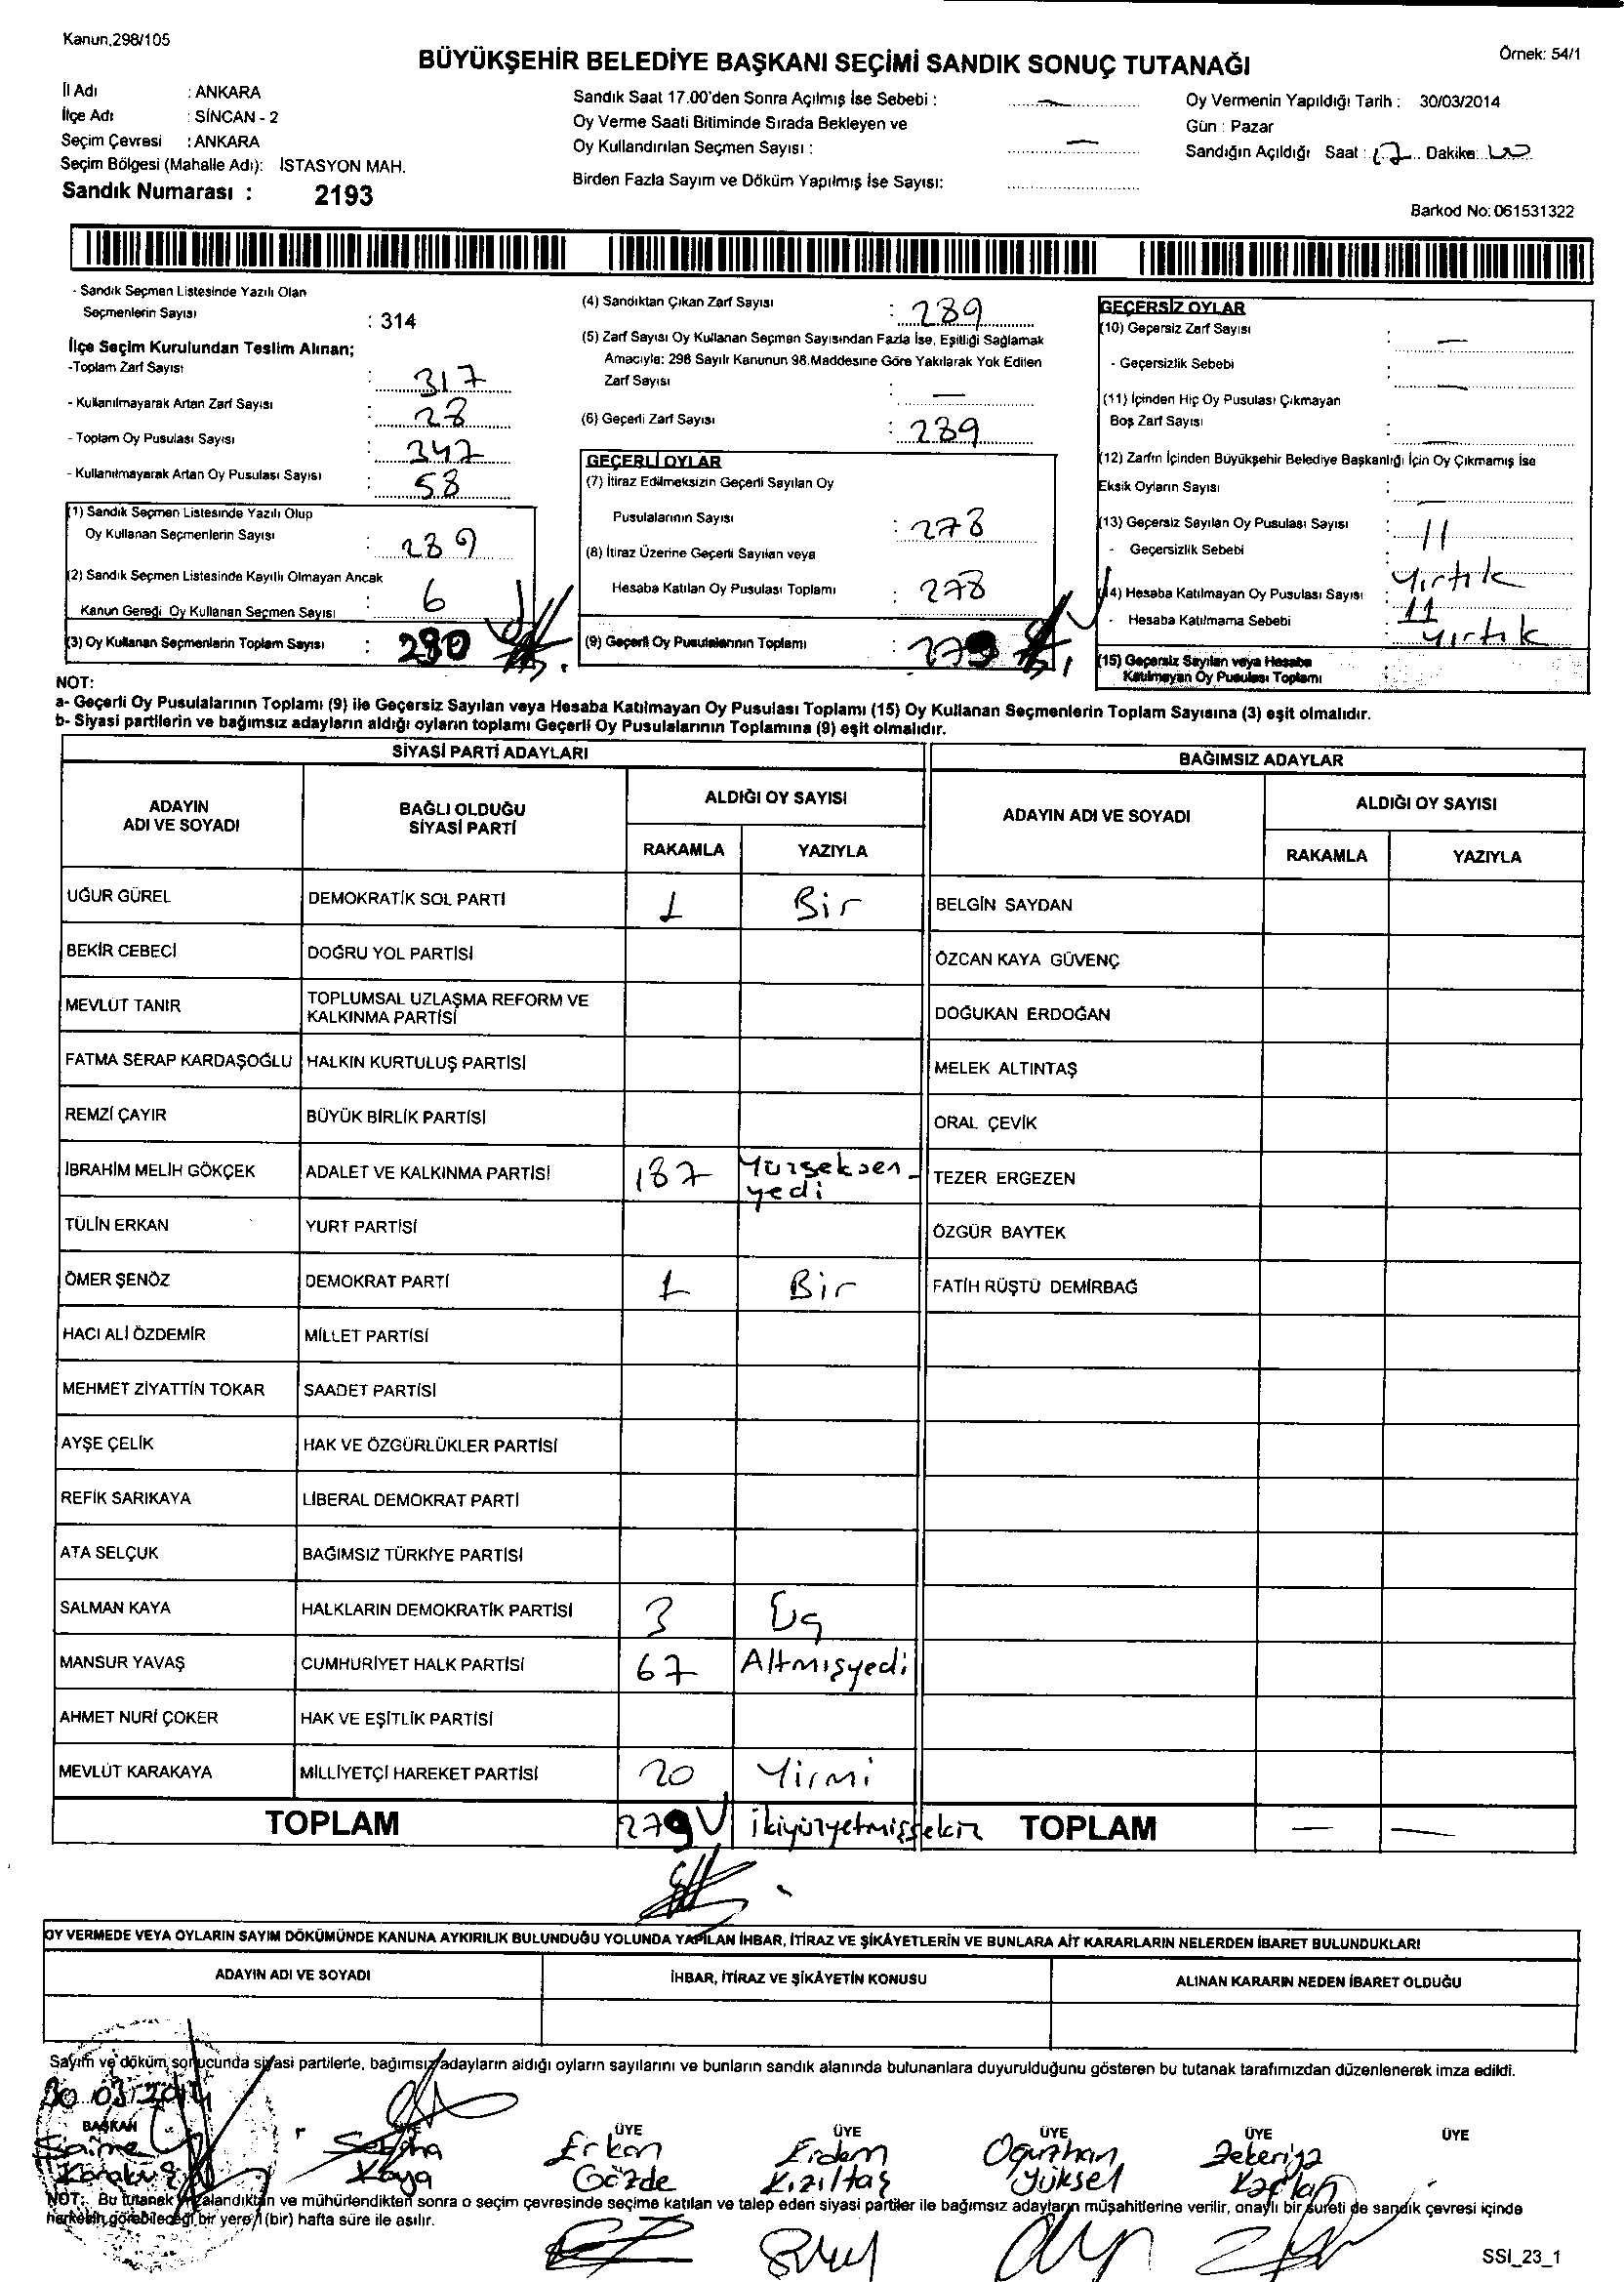 Kanun,298/105
Örnek: 54/1
BÜYÜKŞEHİR BELEDİYE BAŞKANI SEÇİMİ SANDIK SONUÇ TUTANAĞI
İl Adı : ANKARA
İlçe Adı : SİNCAN - 2
Seçim Çevresi : ANKARA
Seçim Bölgesi (Mahalle Adı): İSTASYON MAH.
Sandık Numarası : 2193
Sandık Saat 17.00'den Sonra Açılmış İse Sebebi : —
Oy Verme Saati Bitiminde Sırada Bekleyen ve
Oy Kullandırılan Seçmen Sayısı : —
Birden Fazla Sayım ve Döküm Yapılmış İse Sayısı:
Oy Vermenin Yapıldığı Tarih : 30/03/2014
Gün : Pazar
Sandığın Açıldığı Saat : 17 Dakika: 00
Barkod No: 061531322
- Sandık Seçmen Listesinde Yazılı Olan
Seçmenlerin Sayısı : 314
İlçe Seçim Kurulundan Teslim Alınan;
-Toplam Zarf Sayısı : 317
- Kullanılmayarak Artan Zarf Sayısı : 28
- Toplam Oy Pusulası Sayısı : 347
- Kullanılmayarak Artan Oy Pusulası Sayısı : 58
(1) Sandık Seçmen Listesinde Yazılı Olup
Oy Kullanan Seçmenlerin Sayısı : 289
(2) Sandık Seçmen Listesinde Kayıtlı Olmayan Ancak
Kanun Gereği Oy Kullanan Seçmen Sayısı : 6
(3) Oy Kullanan Seçmenlerin Toplam Sayısı : 290
(4) Sandıktan Çıkan Zarf Sayısı : 289
(5) Zarf Sayısı Oy Kullanan Seçmen Sayısından Fazla İse, Eşitliği Sağlamak
Amacıyla: 298 Sayılı Kanunun 98.Maddesine Göre Yakılarak Yok Edilen
Zarf Sayısı : —
(6) Geçerli Zarf Sayısı : 289
GEÇERLİ OYLAR
(7) İtiraz Edilmeksizin Geçerli Sayılan Oy
Pusulalarının Sayısı : 278
(8) İtiraz Üzerine Geçerli Sayılan veya
Hesaba Katılan Oy Pusulası Toplamı : 278
(9) Geçerli Oy Pusulalarının Toplamı : 279
GEÇERSİZ OYLAR
(10) Geçersiz Zarf Sayısı : —
- Geçersizlik Sebebi : —
(11) İçinden Hiç Oy Pusulası Çıkmayan
Boş Zarf Sayısı : —
(12) Zarfın İçinden Büyükşehir Belediye Başkanlığı İçin Oy Çıkmamış İse
Eksik Oyların Sayısı : —
(13) Geçersiz Sayılan Oy Pusulası Sayısı : 11
- Geçersizlik Sebebi : Yırtık
(14) Hesaba Katılmayan Oy Pusulası Sayısı : 11
- Hesaba Katılmama Sebebi : Yırtık
(15) Geçersiz Sayılan veya Hesaba
Katılmayan Oy Pusulası Toplamı :
NOT:
a- Geçerli Oy Pusulalarının Toplamı (9) ile Geçersiz Sayılan veya Hesaba Katılmayan Oy Pusulası Toplamı (15) Oy Kullanan Seçmenlerin Toplam Sayısına (3) eşit olmalıdır.
b- Siyasi partilerin ve bağımsız adayların aldığı oyların toplamı Geçerli Oy Pusulalarının Toplamına (9) eşit olmalıdır.
SİYASİ PARTİ ADAYLARI BAĞIMSIZ ADAYLAR
ADAYIN ADI VE SOYADI BAĞLI OLDUĞU SİYASİ PARTİ ALDIĞI OY SAYISI ADAYIN ADI VE SOYADI ALDIĞI OY SAYISI
RAKAMLA YAZIYLA RAKAMLA YAZIYLA
UĞUR GÜREL DEMOKRATİK SOL PARTİ 1 Bir BELGİN SAYDAN
BEKİR CEBECİ DOĞRU YOL PARTİSİ ÖZCAN KAYA GÜVENÇ
MEVLÜT TANIR TOPLUMSAL UZLAŞMA REFORM VE KALKINMA PARTİSİ DOĞUKAN ERDOĞAN
FATMA SERAP KARDAŞOĞLU HALKIN KURTULUŞ PARTİSİ MELEK ALTINTAŞ
REMZİ ÇAYIR BÜYÜK BİRLİK PARTİSİ ORAL ÇEVİK
İBRAHİM MELİH GÖKÇEK ADALET VE KALKINMA PARTİSİ 187 Yüzseksen- yedi TEZER ERGEZEN
TÜLİN ERKAN YURT PARTİSİ ÖZGÜR BAYTEK
ÖMER ŞENÖZ DEMOKRAT PARTİ 1 Bir FATİH RÜŞTÜ DEMİRBAĞ
HACI ALİ ÖZDEMİR MİLLET PARTİSİ
MEHMET ZİYATTİN TOKAR SAADET PARTİSİ
AYŞE ÇELİK HAK VE ÖZGÜRLÜKLER PARTİSİ
REFİK SARIKAYA LİBERAL DEMOKRAT PARTİ
ATA SELÇUK BAĞIMSIZ TÜRKİYE PARTİSİ
SALMAN KAYA HALKLARIN DEMOKRATİK PARTİSİ 3 Üç
MANSUR YAVAŞ CUMHURİYET HALK PARTİSİ 67 Altmışyedi
AHMET NURİ ÇOKER HAK VE EŞİTLİK PARTİSİ
MEVLÜT KARAKAYA MİLLİYETÇİ HAREKET PARTİSİ 20 Yirmi
TOPLAM 279 ikiyüzyetmişsekiz TOPLAM — —
OY VERMEDE VEYA OYLARIN SAYIM DÖKÜMÜNDE KANUNA AYKIRILIK BULUNDUĞU YOLUNDA YAPILAN İHBAR, İTİRAZ VE ŞİKÂYETLERİN VE BUNLARA AİT KARARLARIN NELERDEN İBARET BULUNDUKLARI
ADAYIN ADI VE SOYADI İHBAR, İTİRAZ VE ŞİKÂYETİN KONUSU ALINAN KARARIN NEDEN İBARET OLDUĞU
Sayım ve döküm sonucunda siyasi partilerle, bağımsız adayların aldığı oyların sayılarını ve bunların sandık alanında bulunanlara duyurulduğunu gösteren bu tutanak tarafımızdan düzenlenerek imza edildi.
30.03.2014
BAŞKAN ÜYE ÜYE ÜYE ÜYE ÜYE ÜYE
Saime Erkan Erdem Oğuzhan Zekeriya
Kaya Gözde Kızıltaş Yüksel Kaplan
NOT: Bu tutanak imzalandıktan ve mühürlendikten sonra o seçim çevresinde seçime katılan ve talep eden siyasi partiler ile bağımsız adayların müşahitlerine verilir, onaylı bir sureti de sandık çevresi içinde
herkesin görebileceği bir yere 1 (bir) hafta süre ile asılır.
SSI_23_1